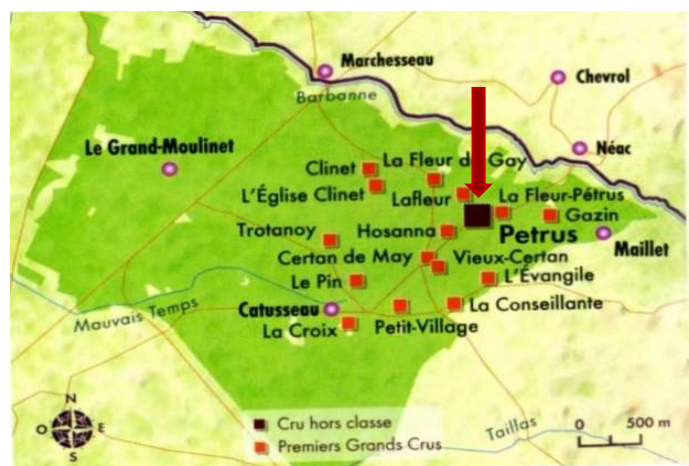 Marchesseau
Chevrol
Barbanne
Le Grand-Moulinet
Néac
Clinet
La Fleur de Gay
L'Église Clinet
Lafleur
La Fleur-Pétrus
Gazin
Trotanoy
Hosanna
Petrus
Maillet
Certan de May
Vieux-Certan
Le Pin
L'Évangile
Mauvais Temps
Catusseau
La Conseillante
La Croix
Petit-Village
N
O
E
S
Cru hors classe
Premiers Grands Crus
Taillas
0 500 m